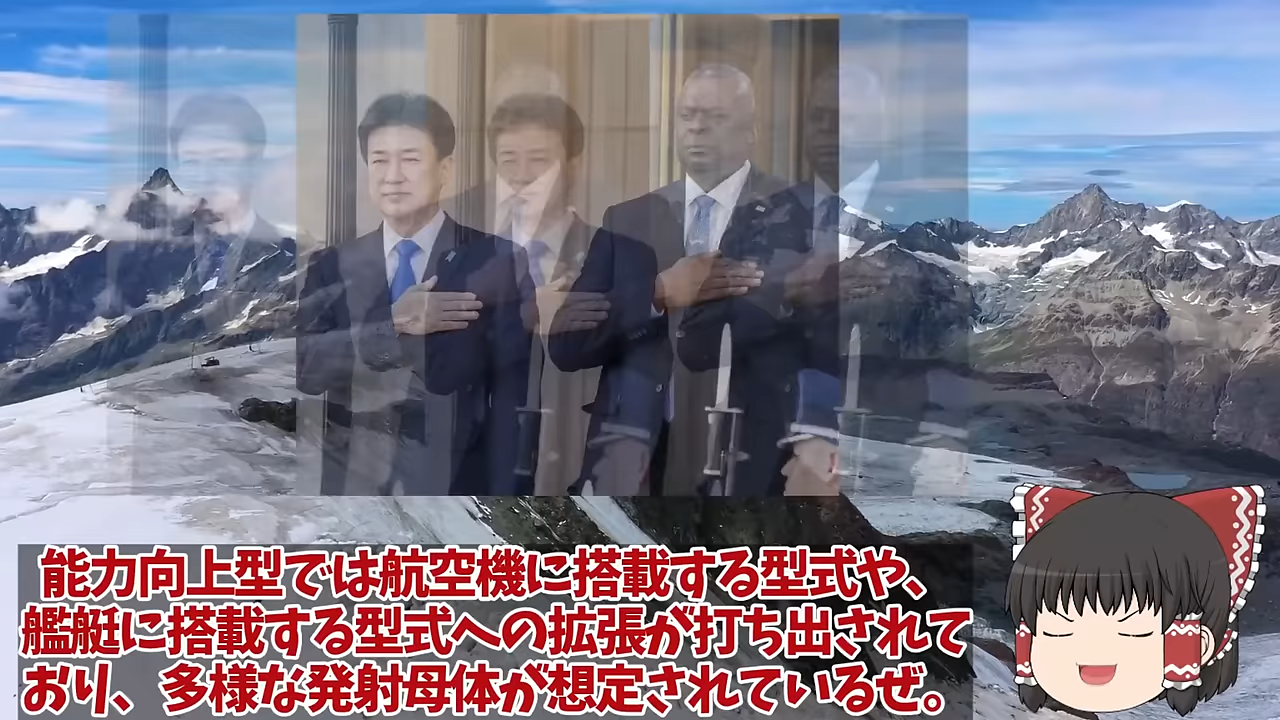 能力向上型では航空機に搭載する型式や、
艦艇に搭載する型式への拡張が打ち出されて
おり、多様な発射母体が想定されているぜ。